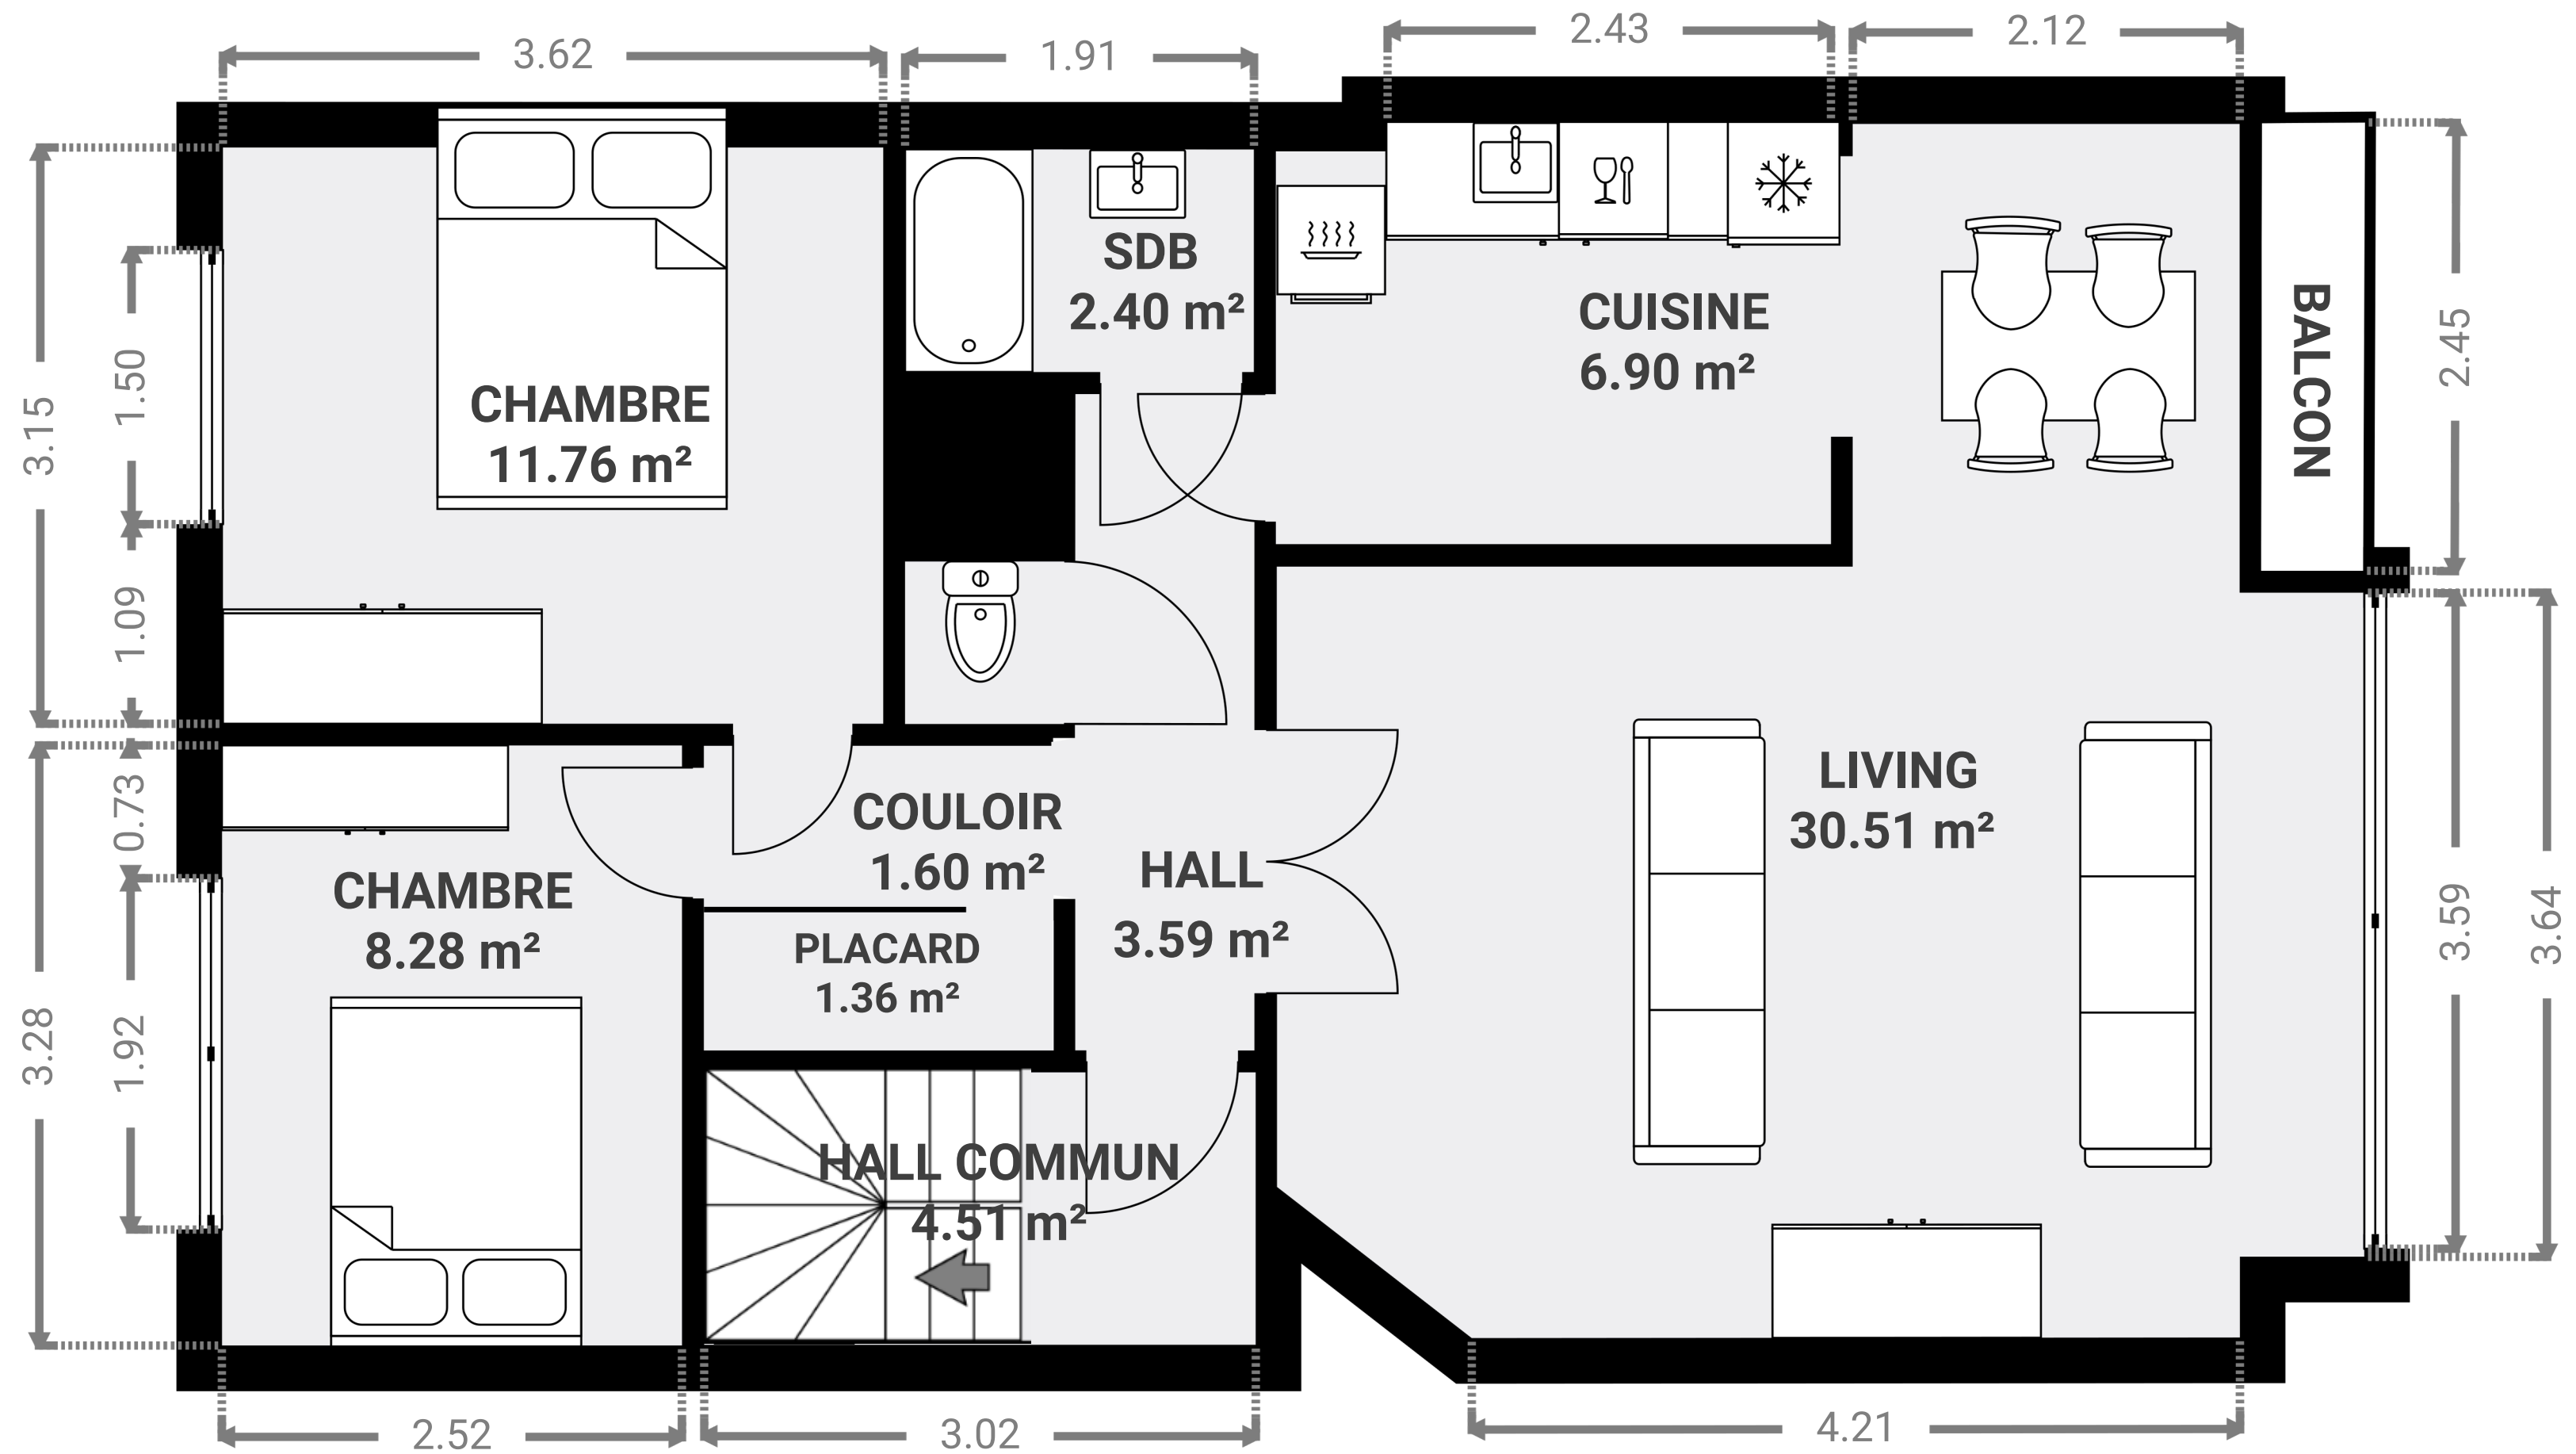 2.43
2.12
3.62
1.91
SDB
2.40 m²
CUISINE
6.90 m²
BALCON
2.45
CHAMBRE
11.76 m²
3.15
1.50
1.09
LIVING
30.51 m²
COULOIR
1.60 m²
HALL
3.59 m²
0.73
CHAMBRE
8.28 m²
PLACARD
1.36 m²
3.59
3.64
3.28
1.92
HALL COMMUN
4.51 m²
2.52
3.02
4.21